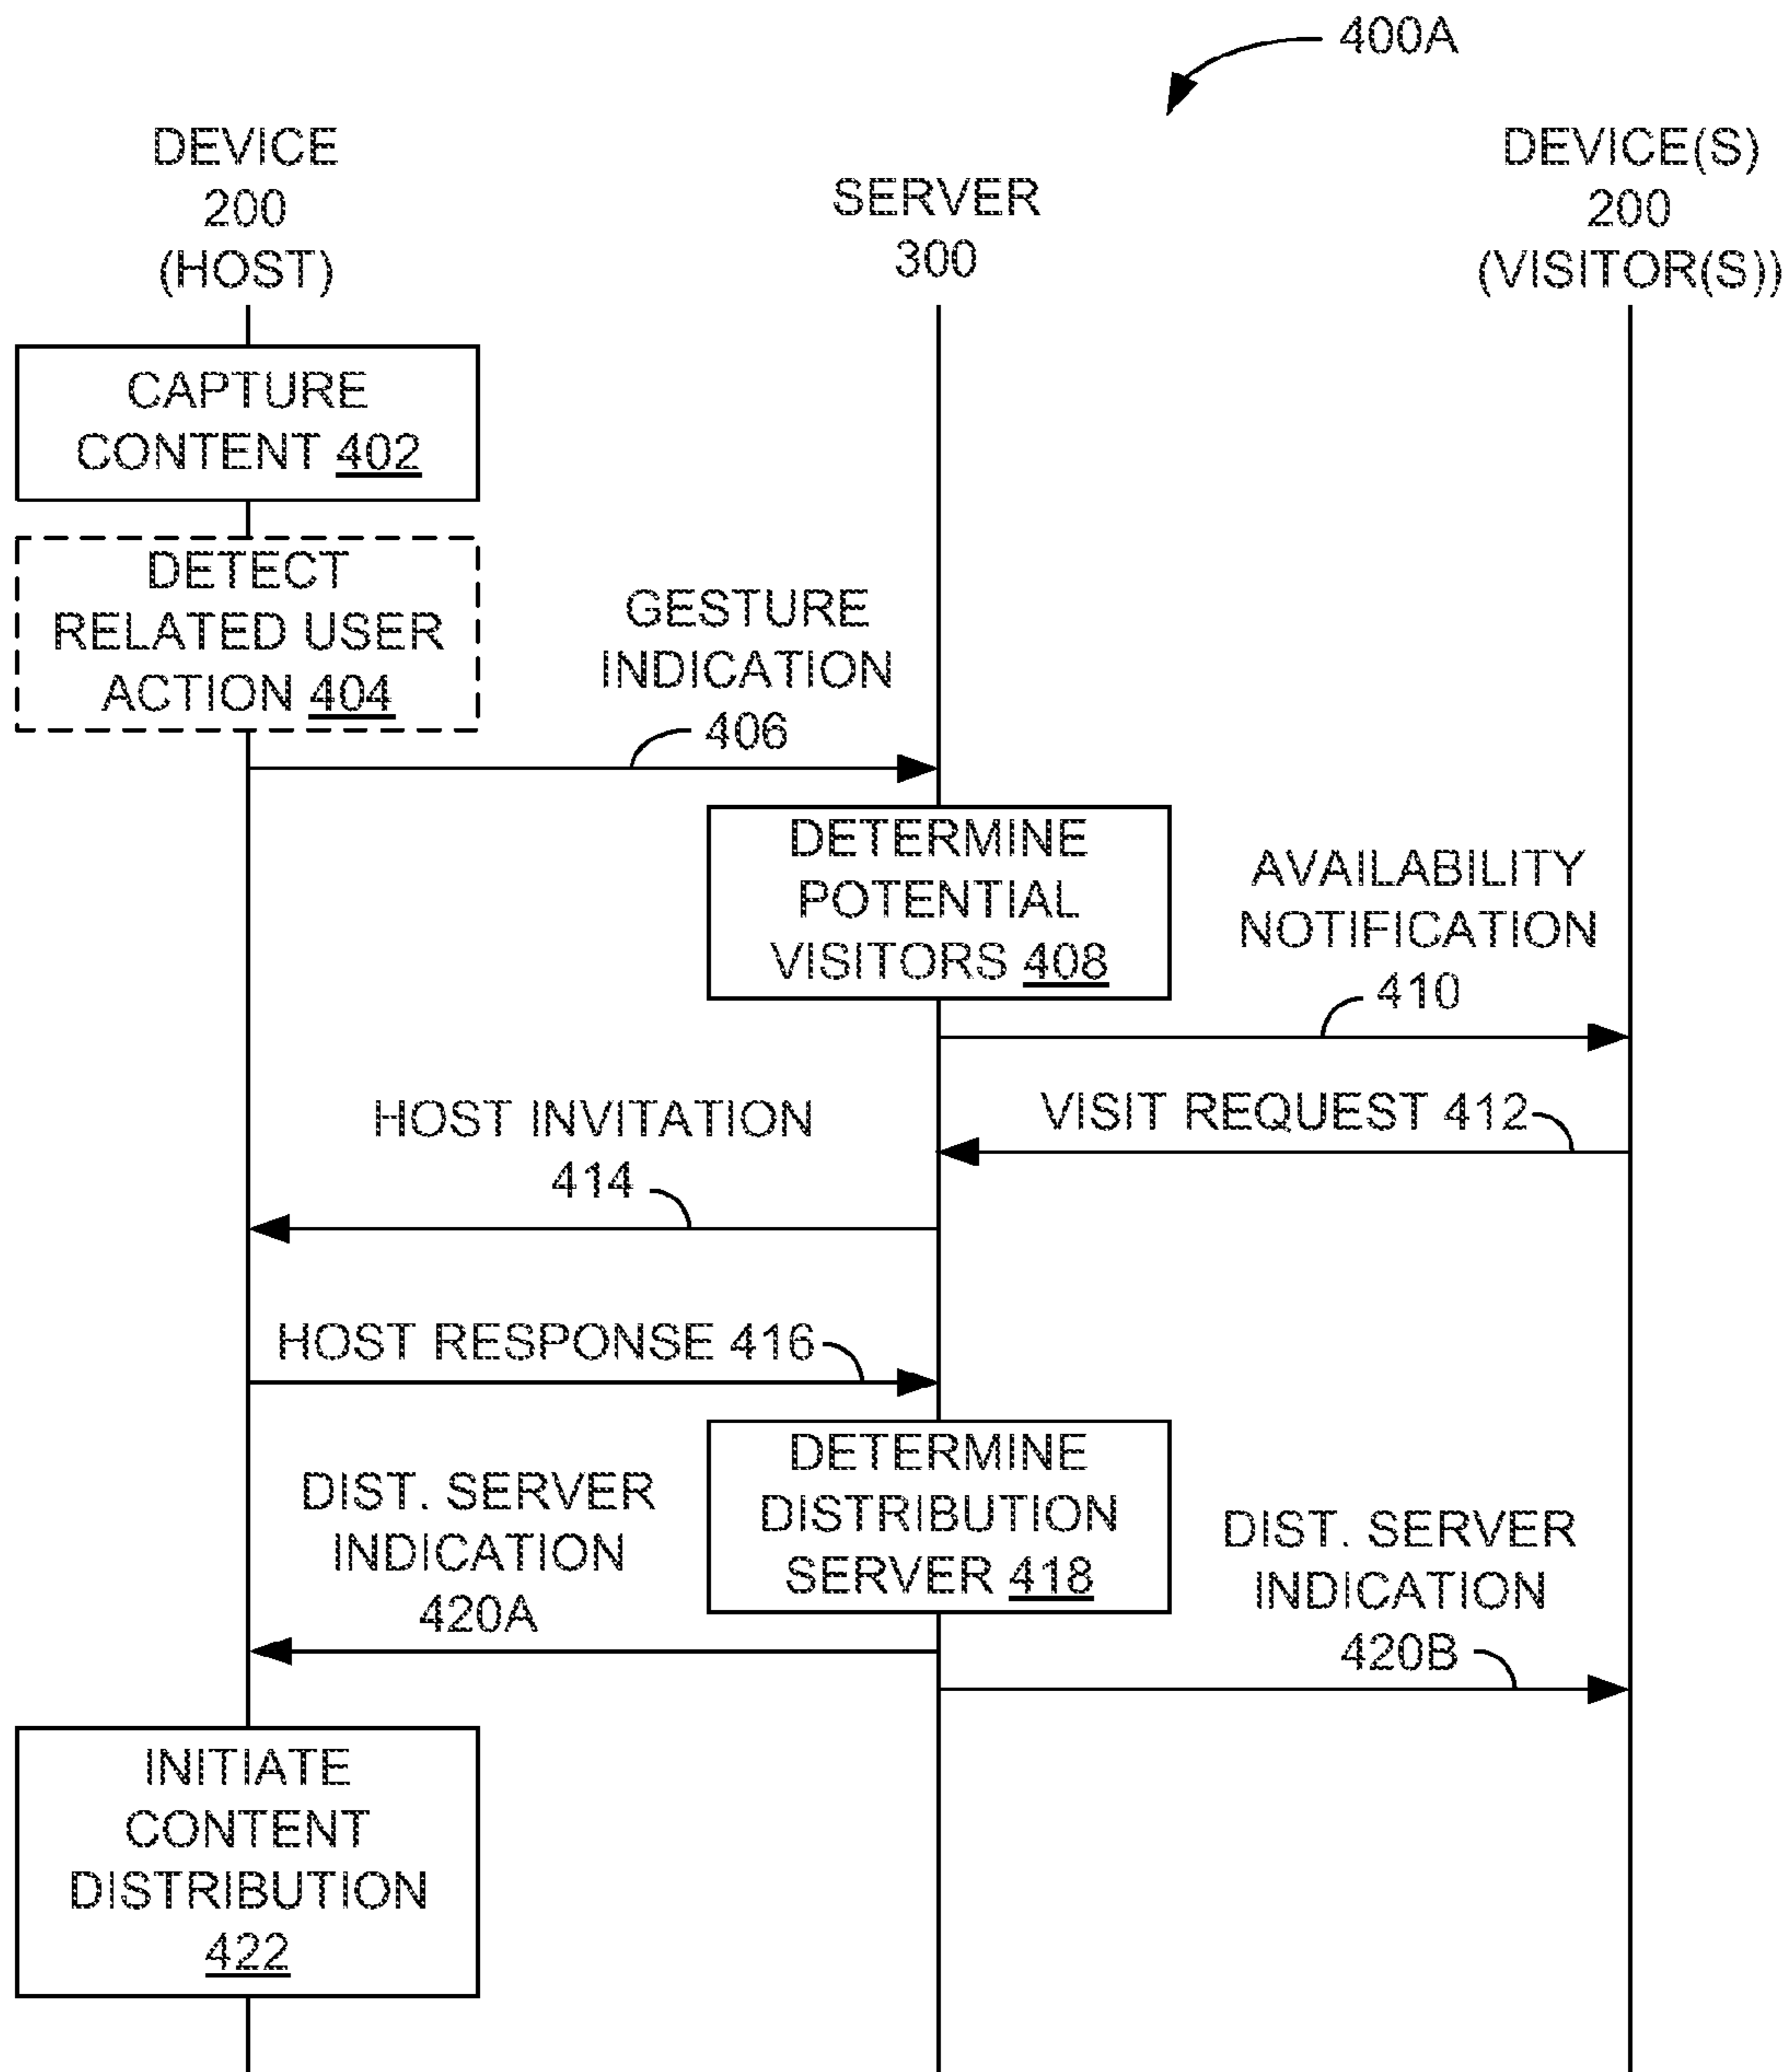 400A
DEVICE
200
(HOST)
SERVER
300
DEVICE(S)
200
(VISITOR(S))
CAPTURE
CONTENT 402
DETECT
RELATED USER
ACTION 404
GESTURE
INDICATION
406
DETERMINE
POTENTIAL
VISITORS 408
AVAILABILITY
NOTIFICATION
410
VISIT REQUEST 412
HOST INVITATION
414
HOST RESPONSE 416
DETERMINE
DISTRIBUTION
SERVER 418
DIST. SERVER
INDICATION
420A
DIST. SERVER
INDICATION
420B
INITIATE
CONTENT
DISTRIBUTION
422